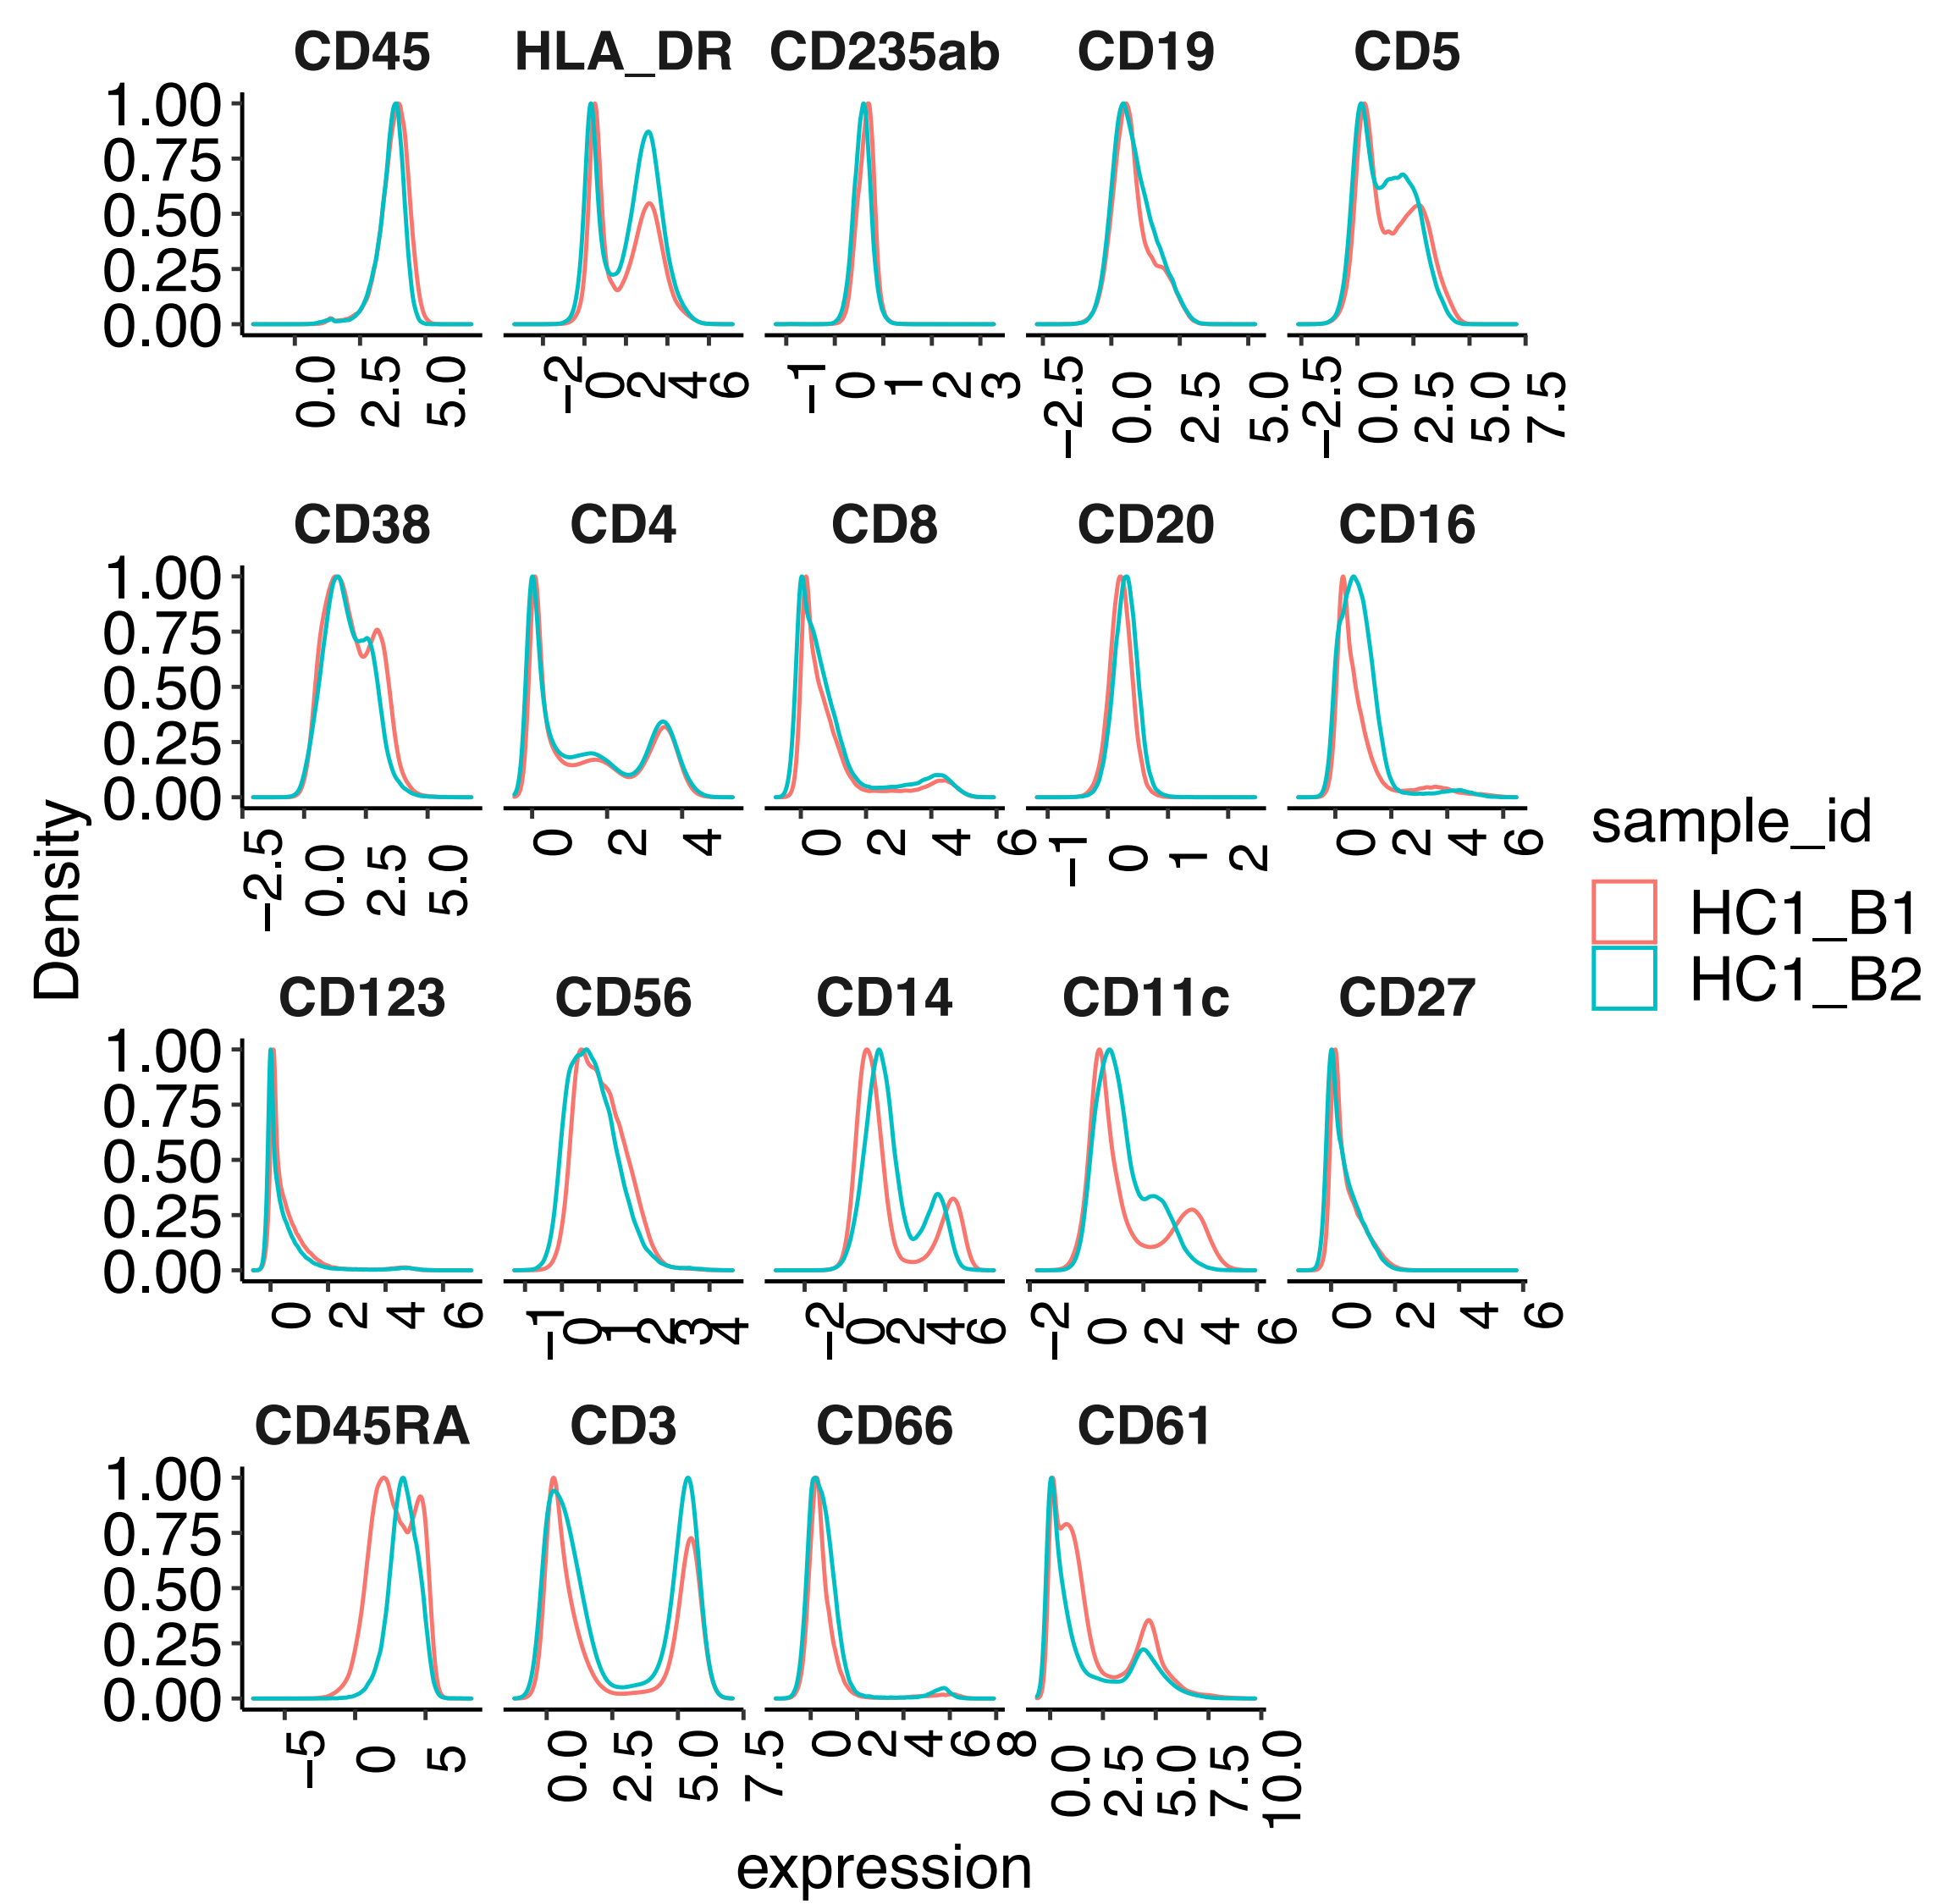 CD45 HLA_DR CD235ab CD19 CD5
1.00
0.75
0.50
0.25
0.00
0.0 2.5 5.0 −2 0 2 4 6 −1 0 1 2 3 −2.5 0.0 2.5 5.0 −2.5 0.0 2.5 5.0 7.5
CD38 CD4 CD8 CD20 CD16
1.00
0.75
0.50
0.25
0.00
−2.5 0.0 2.5 5.0 0 2 4 0 2 4 6 −1 0 1 2 0 2 4 6
CD123 CD56 CD14 CD11c CD27
1.00
0.75
0.50
0.25
0.00
0 2 4 6 −1 0 1 2 3 4 −2 0 2 4 6 −2 0 2 4 6 0 2 4 6
CD45RA CD3 CD66 CD61
1.00
0.75
0.50
0.25
0.00
−5 0 5 0.0 2.5 5.0 7.5 0 2 4 6 8 0.0 2.5 5.0 7.5 10.0
Density
expression
sample_id
HC1_B1
HC1_B2